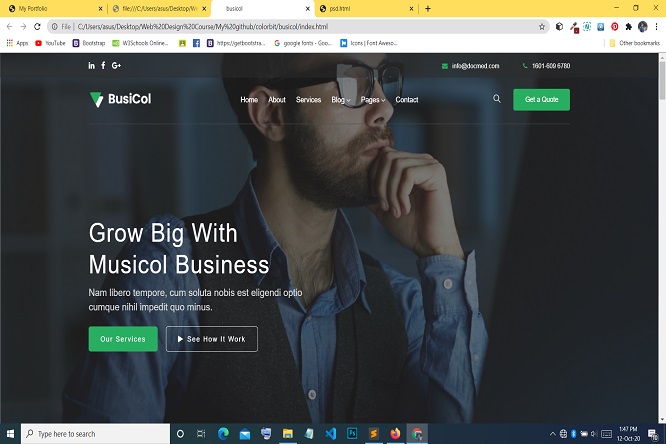 My Portfolio
file:///C:/Users/asus/Desktop/W
busicol
psd.html
File C:/Users/asus/Desktop/Web%20Design%20Course/My%20github/colorbit/busicol/index.html
Apps YouTube Bootstrap W3Schools Online... https://getbootstra... google fonts - Goo... Icons | Font Aweso... Other bookmarks
in f G+ info@docmed.com 1601-609 6780
BusiCol Home About Services Blog Pages Contact Get a Quote
Grow Big With
Musicol Business
Nam libero tempore, cum soluta nobis est eligendi optio
cumque nihil impedit quo minus.
Our Services See How It Work
Type here to search
1:47 PM
12-Oct-20